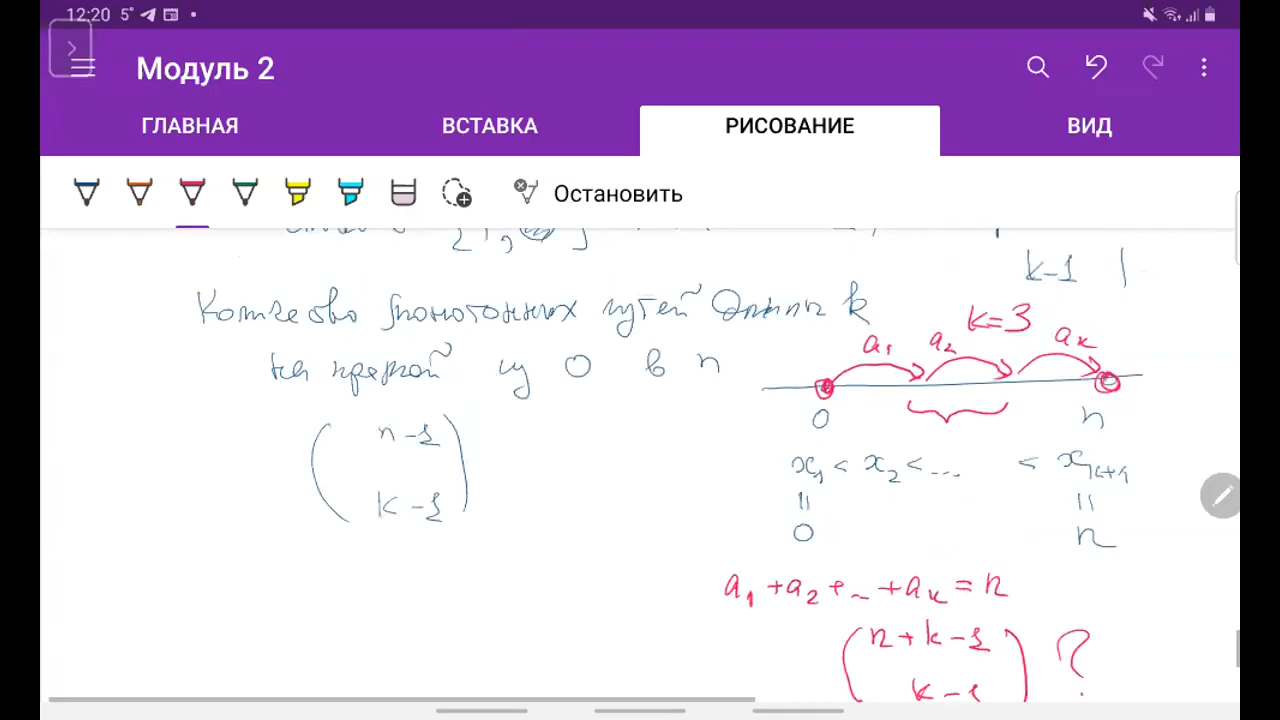 12:20 5°
Модуль 2
ГЛАВНАЯ ВСТАВКА РИСОВАНИЕ ВИД
Остановить
k-1
Количество монотонных путей длины k
на прямой из 0 в n
k=3
a₁ a₂ aₖ
0 n
(n-1
k-1)
x₁ < x₂ < ... < xₖ₊₁
= =
0 n
a₁+a₂+...+aₖ=n
(n+k-1
k-1) ?